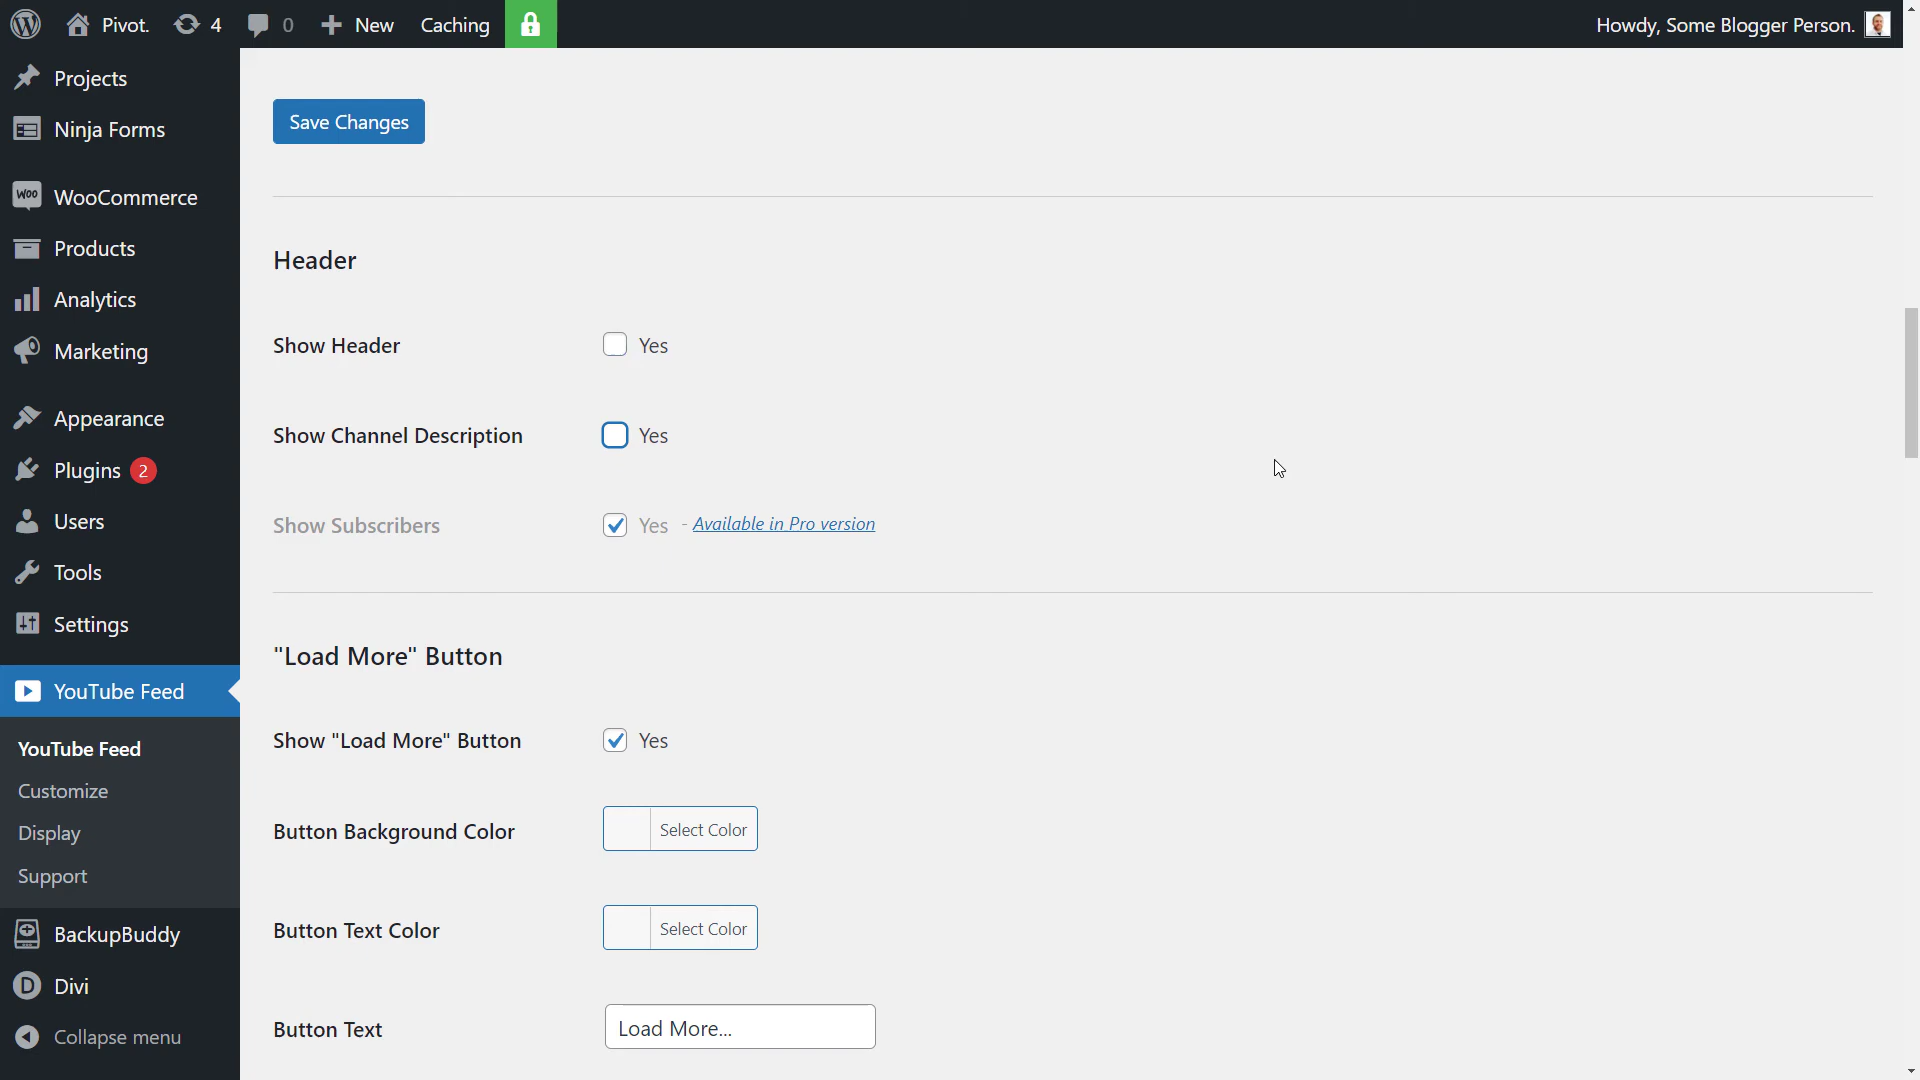 Pivot. 4 0 New Caching Howdy, Some Blogger Person.
Projects
Ninja Forms
WOO WooCommerce
Products
Analytics
Marketing
Appearance
Plugins 2
Users
Tools
Settings
YouTube Feed
YouTube Feed
Customize
Display
Support
BackupBuddy
D Divi
Collapse menu
Save Changes
Header
Show Header Yes
Show Channel Description Yes
Show Subscribers Yes - Available in Pro version
"Load More" Button
Show "Load More" Button Yes
Button Background Color Select Color
Button Text Color Select Color
Button Text Load More...